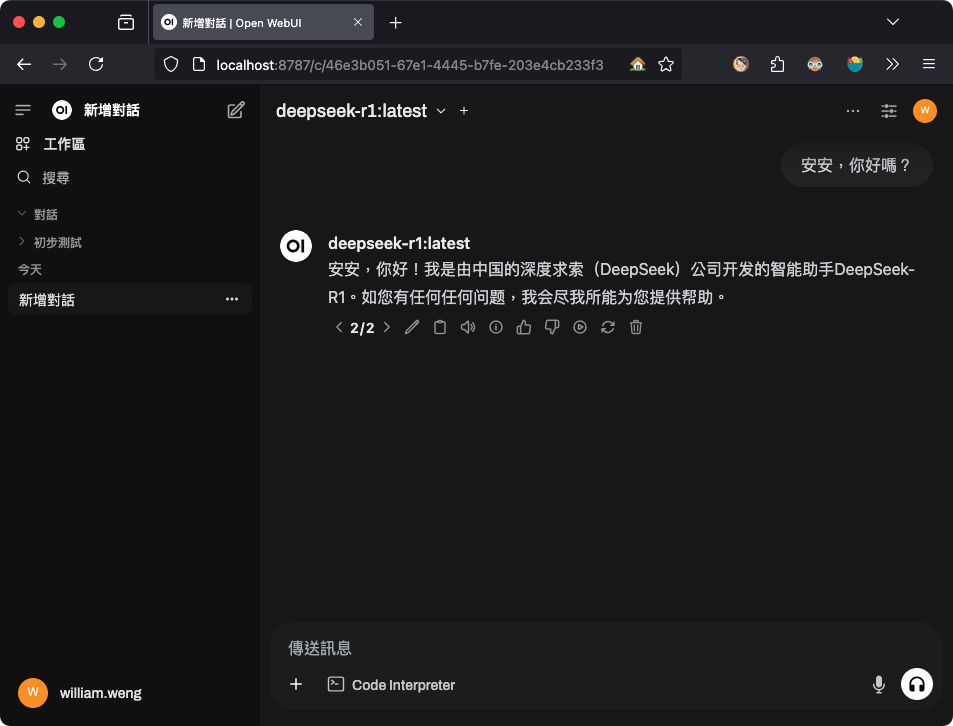 OI 新增對話 | Open WebUI
localhost:8787/c/46e3b051-67e1-4445-b7fe-203e4cb233f3
OI 新增對話
工作區
搜尋
對話
初步測試
今天
新增對話
william.weng
W
deepseek-r1:latest
W
安安，你好嗎？
OI deepseek-r1:latest
安安，你好！我是由中国的深度求索（DeepSeek）公司开发的智能助手DeepSeek-
R1。如您有任何任何问题，我会尽我所能为您提供帮助。
2/2
傳送訊息
Code Interpreter